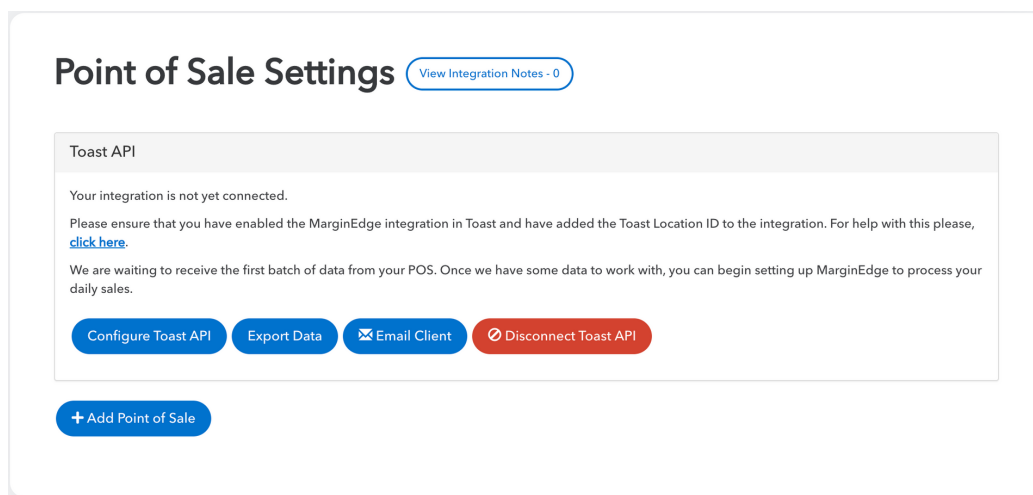 Point of Sale Settings
View Integration Notes - 0
Toast API
Your integration is not yet connected.
Please ensure that you have enabled the MarginEdge integration in Toast and have added the Toast Location ID to the integration. For help with this please,
click here.
We are waiting to receive the first batch of data from your POS. Once we have some data to work with, you can begin setting up MarginEdge to process your
daily sales.
Configure Toast API
Export Data
Email Client
Disconnect Toast API
+ Add Point of Sale